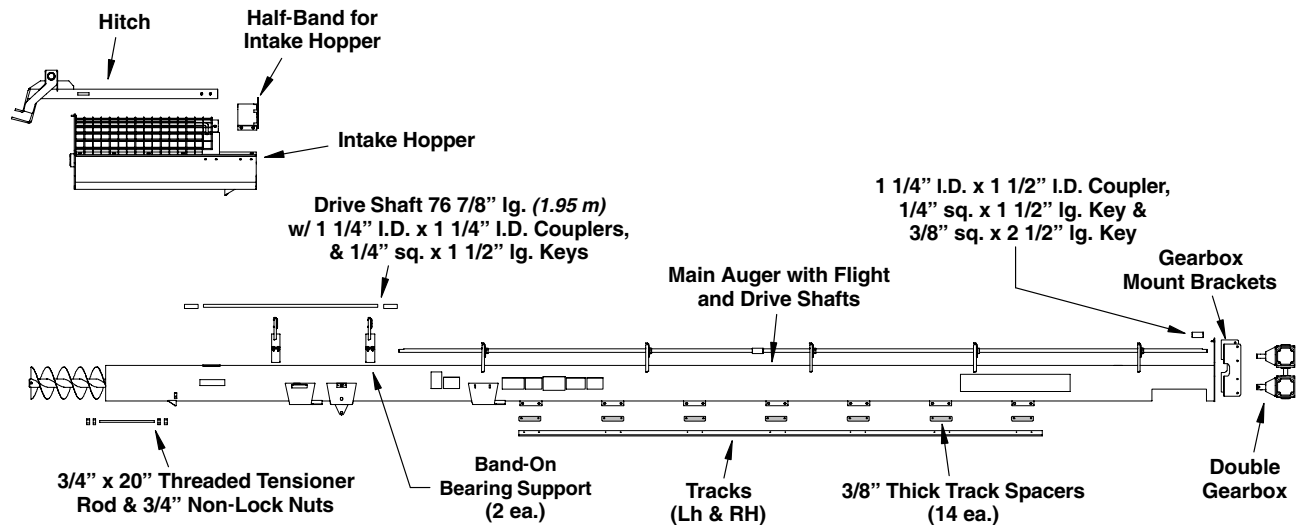 Hitch
Half-Band for
Intake Hopper
Intake Hopper
Drive Shaft 76 7/8” lg. (1.95 m)
w/ 1 1/4” I.D. x 1 1/4” I.D. Couplers,
& 1/4” sq. x 1 1/2” lg. Keys
1 1/4” I.D. x 1 1/2” I.D. Coupler,
1/4” sq. x 1 1/2” lg. Key &
3/8” sq. x 2 1/2” lg. Key
Main Auger with Flight
and Drive Shafts
Gearbox
Mount Brackets
3/4” x 20” Threaded Tensioner
Rod & 3/4” Non-Lock Nuts
Band-On
Bearing Support
(2 ea.)
Tracks
(Lh & RH)
3/8” Thick Track Spacers
(14 ea.)
Double
Gearbox